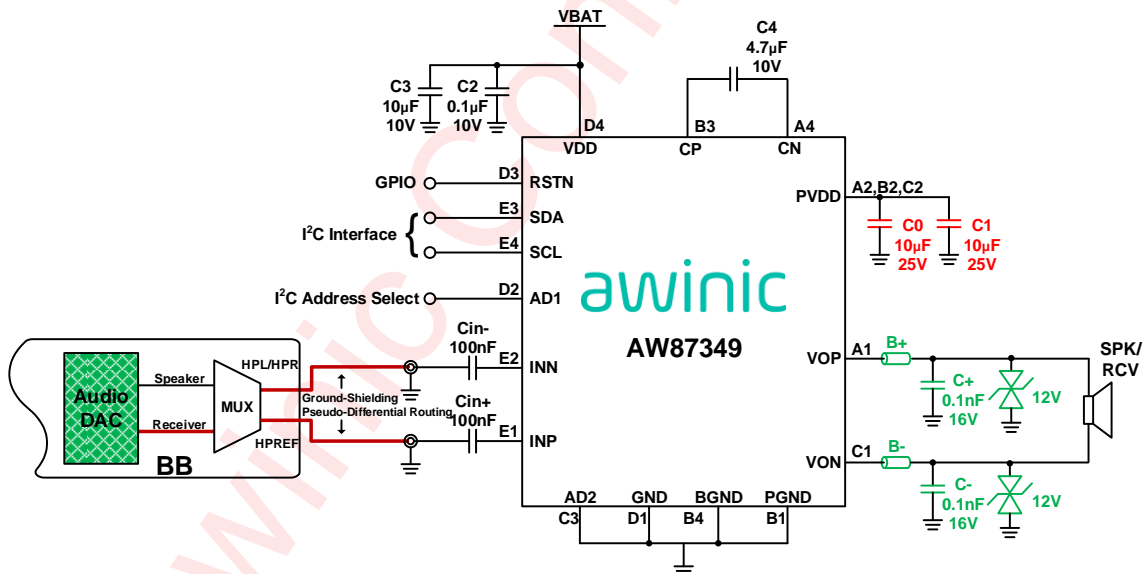 VBAT
C4
4.7µF
10V
C3
10µF
10V
C2
0.1µF
10V
D4
VDD
B3
CP
A4
CN
GPIO
D3
RSTN
I²C Interface {
E3
SDA
E4
SCL
I²C Address Select
D2
AD1
PVDD
A2,B2,C2
C0
10µF
25V
C1
10µF
25V
awinic
AW87349
Audio
DAC
Speaker
Receiver
MUX
BB
HPL/HPR
HPREF
Ground-Shielding
Pseudo-Differential Routing
Cin-
100nF
E2
INN
Cin+
100nF
E1
INP
VOP
A1
B+
C+
0.1nF
16V
12V
SPK/
RCV
VON
C1
B-
C-
0.1nF
16V
12V
AD2
GND
BGND
PGND
C3
D1
B4
B1